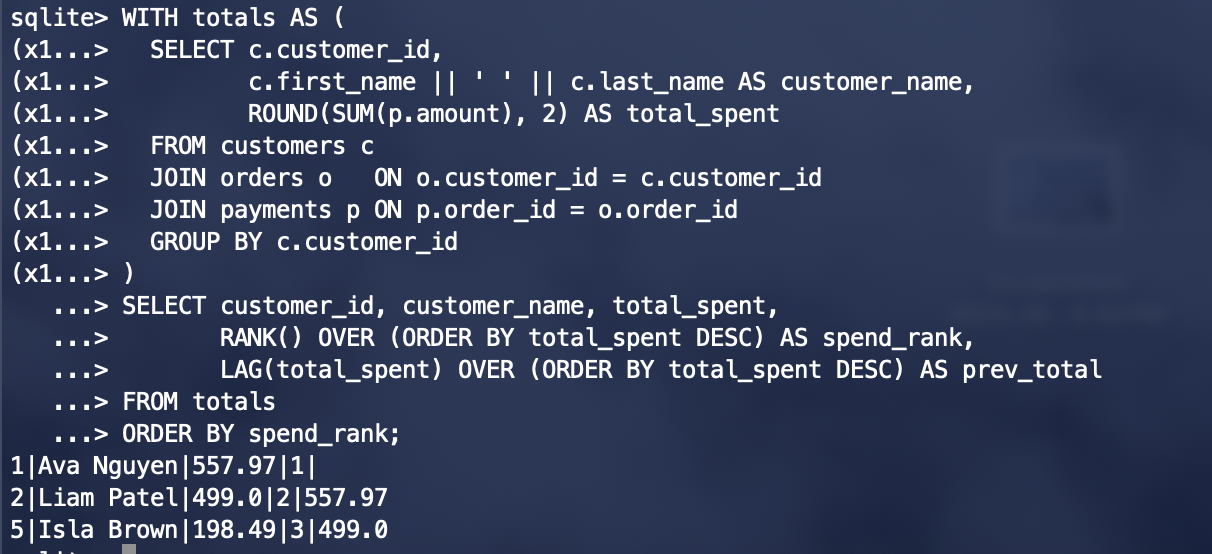 sqlite> WITH totals AS (
(x1...>   SELECT c.customer_id,
(x1...>          c.first_name || ' ' || c.last_name AS customer_name,
(x1...>          ROUND(SUM(p.amount), 2) AS total_spent
(x1...>   FROM customers c
(x1...>   JOIN orders o   ON o.customer_id = c.customer_id
(x1...>   JOIN payments p ON p.order_id = o.order_id
(x1...>   GROUP BY c.customer_id
(x1...> )
   ...> SELECT customer_id, customer_name, total_spent,
   ...>        RANK() OVER (ORDER BY total_spent DESC) AS spend_rank,
   ...>        LAG(total_spent) OVER (ORDER BY total_spent DESC) AS prev_total
   ...> FROM totals
   ...> ORDER BY spend_rank;
1|Ava Nguyen|557.97|1|
2|Liam Patel|499.0|2|557.97
5|Isla Brown|198.49|3|499.0